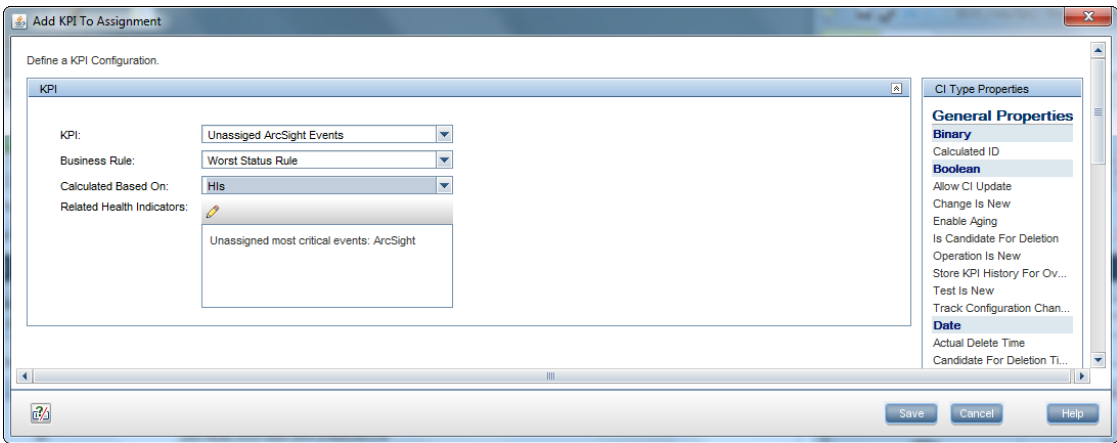 Add KPI To Assignment
Define a KPI Configuration.
KPI
KPI:
Unassiged ArcSight Events
Business Rule:
Worst Status Rule
Calculated Based On:
HIs
Related Health Indicators:
Unassigned most critical events: ArcSight
CI Type Properties
General Properties
Binary
Calculated ID
Boolean
Allow CI Update
Change Is New
Enable Aging
Is Candidate For Deletion
Operation Is New
Store KPI History For Ov...
Test Is New
Track Configuration Chan...
Date
Actual Delete Time
Candidate For Deletion Ti...
Save
Cancel
Help